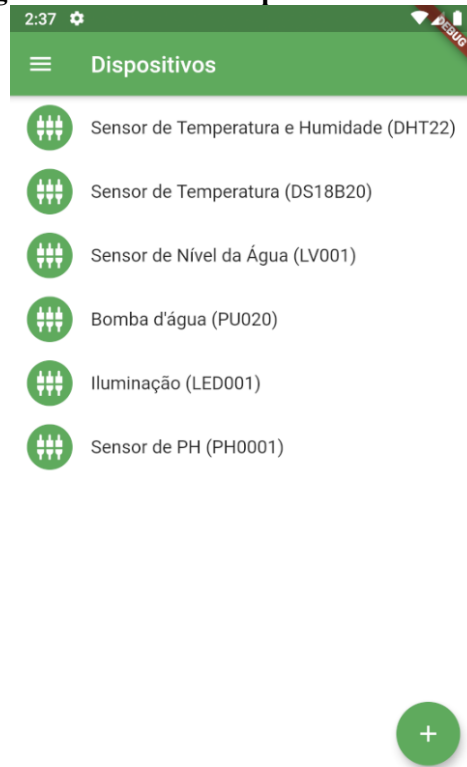 2:37
DEBUG
Dispositivos
Sensor de Temperatura e Humidade (DHT22)
Sensor de Temperatura (DS18B20)
Sensor de Nível da Água (LV001)
Bomba d'água (PU020)
Iluminação (LED001)
Sensor de PH (PH0001)
+